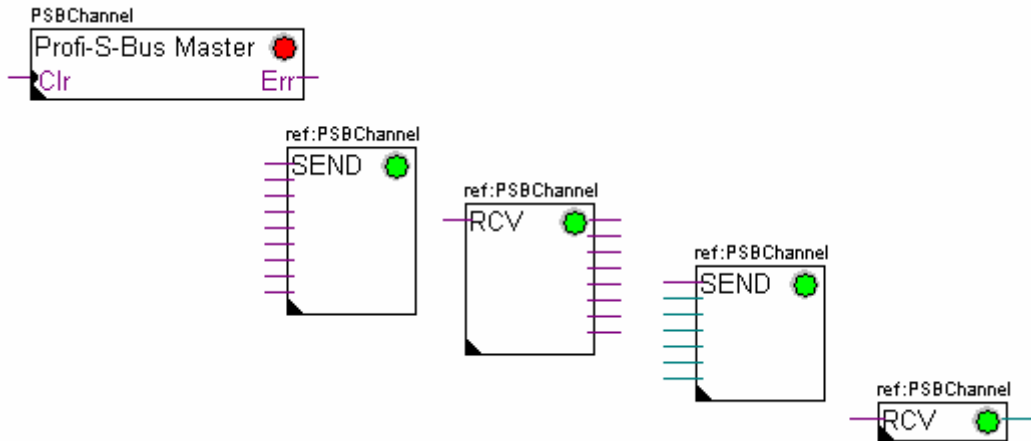 PSBChannel
Profi-S-Bus Master
Clr Err
ref:PSBChannel
SEND
ref:PSBChannel
RCV
ref:PSBChannel
SEND
ref:PSBChannel
RCV